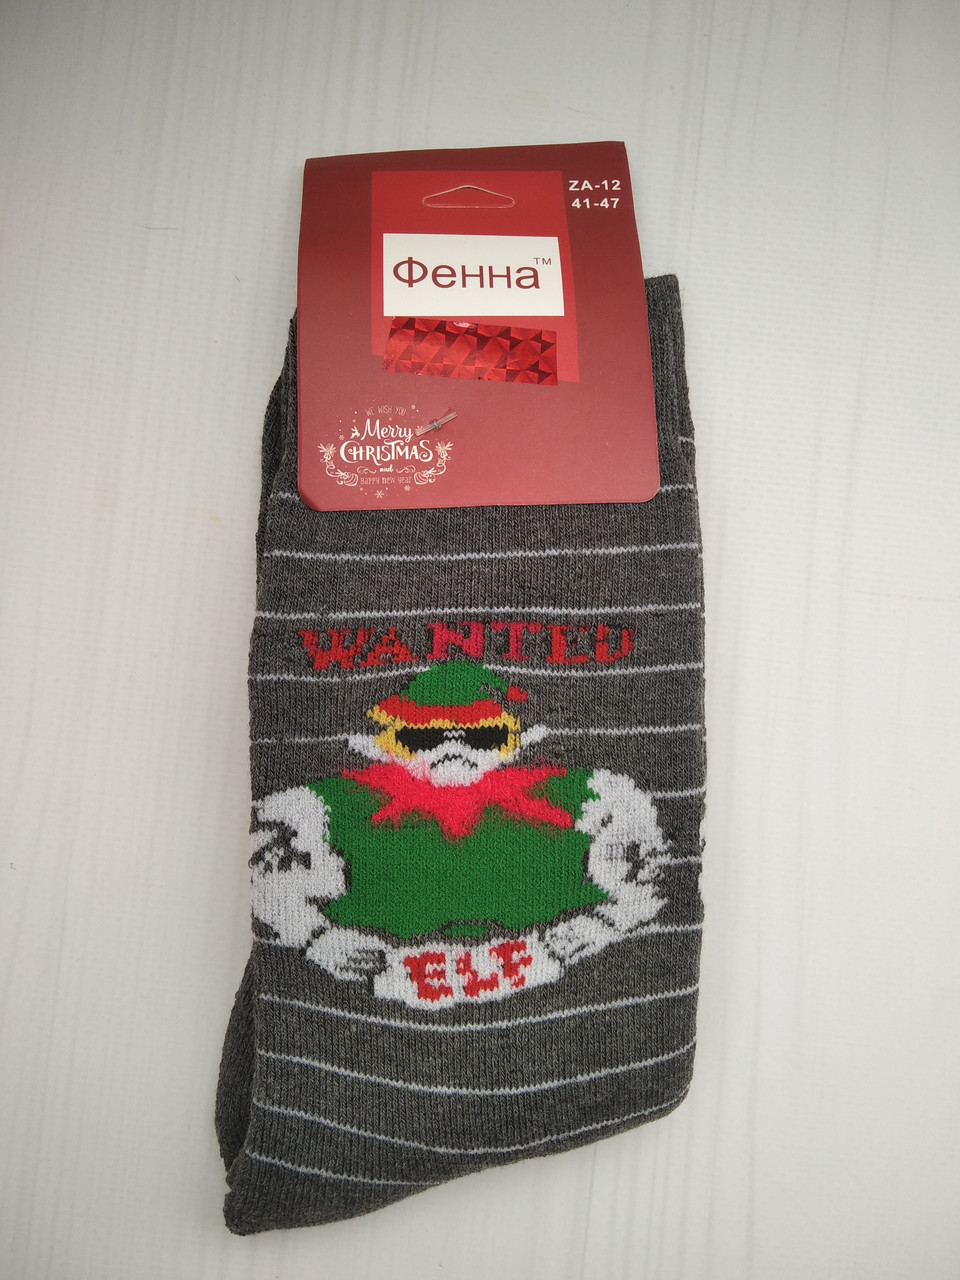 ZA-12
41-47
Фенна™
WE WISH YOU
Merry
CHRISTMAS
and
HAPPY NEW YEAR
WANTED
ELF